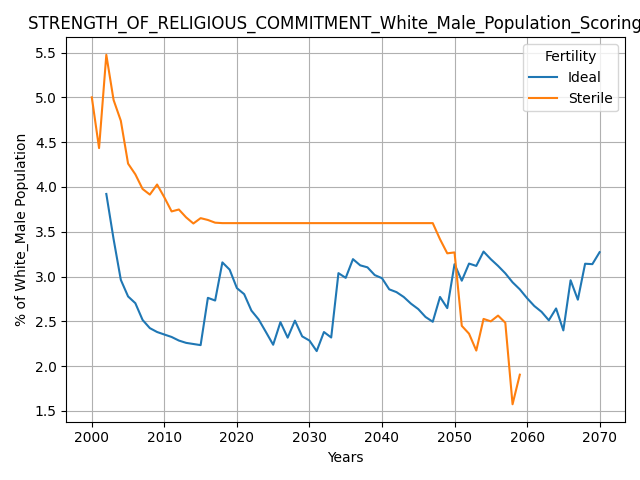 STRENGTH_OF_RELIGIOUS_COMMITMENT_White_Male_Population_Scoring
Fertility
Ideal
Sterile
% of White_Male Population
5.5
5.0
4.5
4.0
3.5
3.0
2.5
2.0
1.5
2000 2010 2020 2030 2040 2050 2060 2070
Years